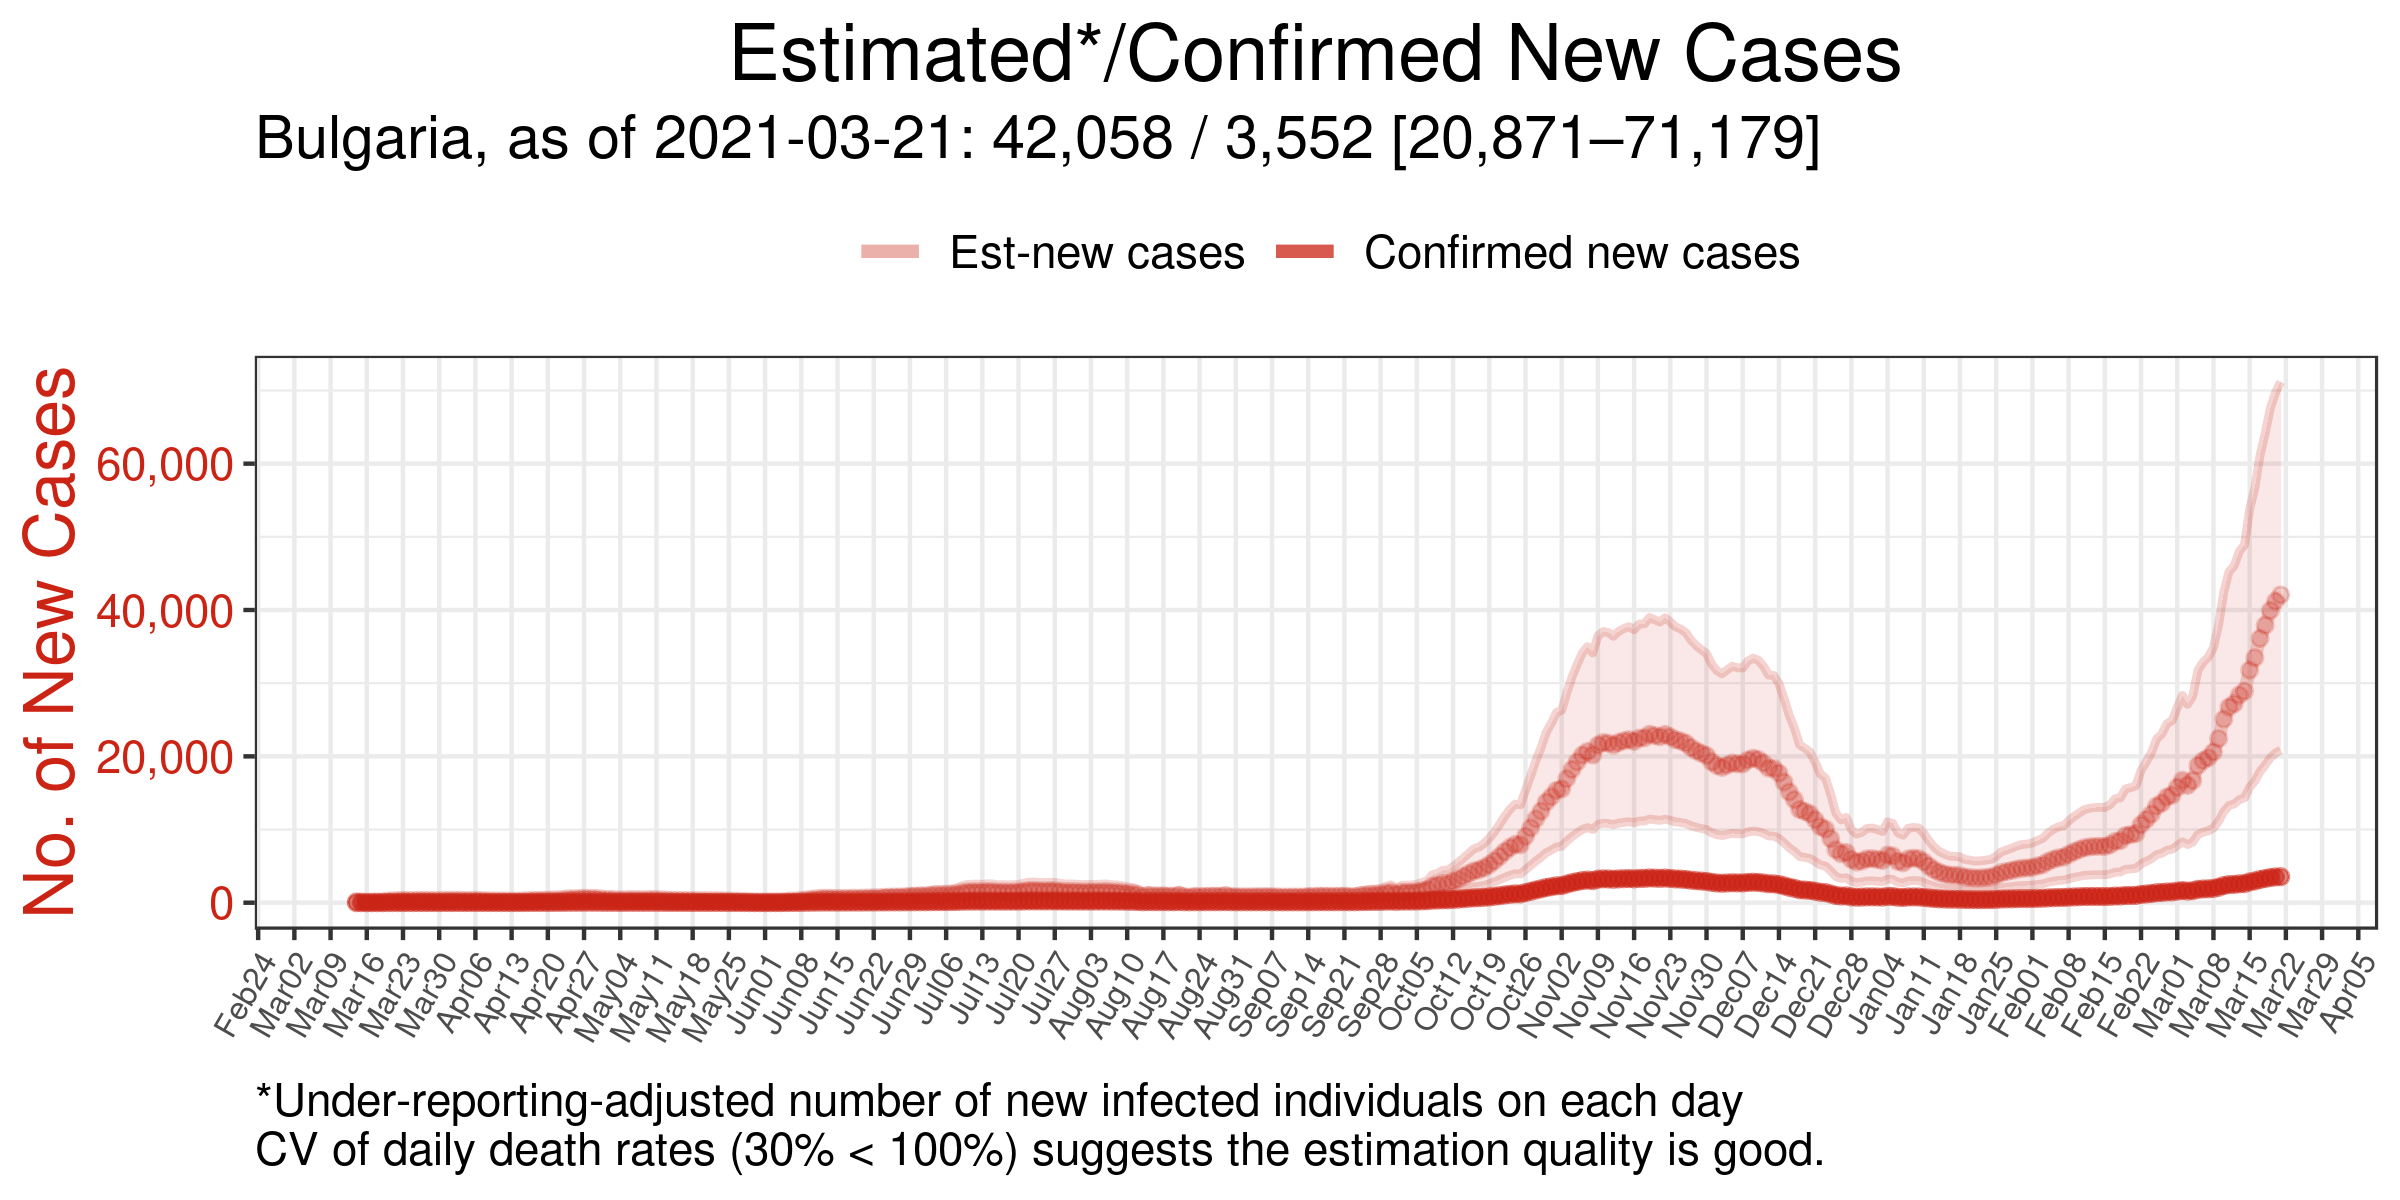 Estimated*/Confirmed New Cases
Bulgaria, as of 2021-03-21: 42,058 / 3,552 [20,871–71,179]
Est-new cases
Confirmed new cases
No. of New Cases
60,000
40,000
20,000
0
Feb24
Mar02
Mar09
Mar16
Mar23
Mar30
Apr06
Apr13
Apr20
Apr27
May04
May11
May18
May25
Jun01
Jun08
Jun15
Jun22
Jun29
Jul06
Jul13
Jul20
Jul27
Aug03
Aug10
Aug17
Aug24
Aug31
Sep07
Sep14
Sep21
Sep28
Oct05
Oct12
Oct19
Oct26
Nov02
Nov09
Nov16
Nov23
Nov30
Dec07
Dec14
Dec21
Dec28
Jan04
Jan11
Jan18
Jan25
Feb01
Feb08
Feb15
Feb22
Mar01
Mar08
Mar15
Mar22
Mar29
Apr05
*Under-reporting-adjusted number of new infected individuals on each day
CV of daily death rates (30% < 100%) suggests the estimation quality is good.